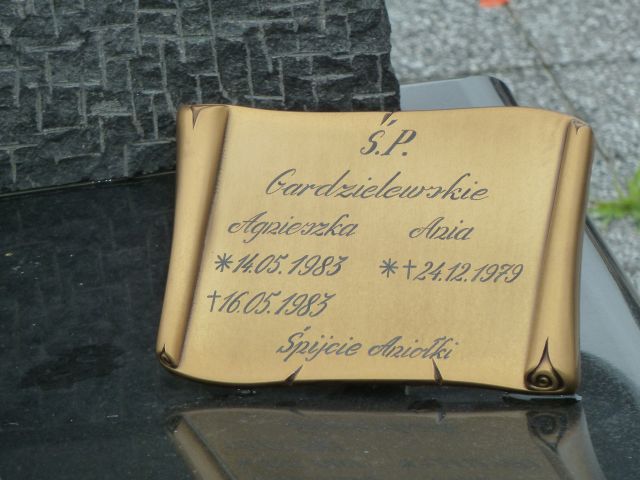 Ś.P.
Gardzielewskie
Agnieszka Ania
*14.05.1983 *†24.12.1979
†16.05.1983
Śpijcie Aniołki